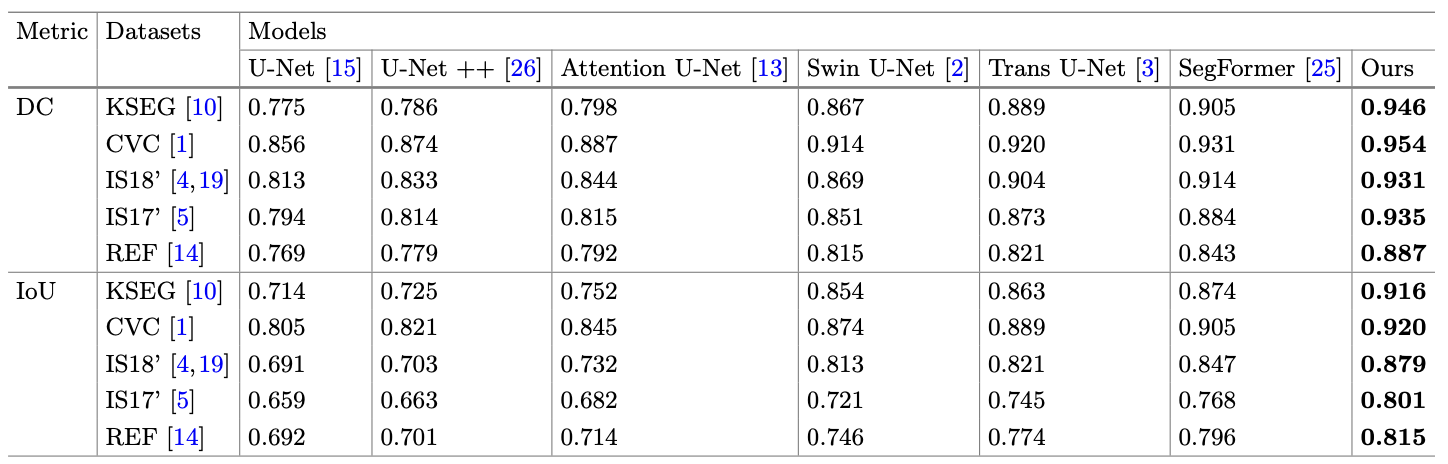 Metric Datasets Models
U-Net [15] U-Net ++ [26] Attention U-Net [13] Swin U-Net [2] Trans U-Net [3] SegFormer [25] Ours
DC KSEG [10] 0.775 0.786 0.798 0.867 0.889 0.905 0.946
CVC [1] 0.856 0.874 0.887 0.914 0.920 0.931 0.954
IS18’ [4,19] 0.813 0.833 0.844 0.869 0.904 0.914 0.931
IS17’ [5] 0.794 0.814 0.815 0.851 0.873 0.884 0.935
REF [14] 0.769 0.779 0.792 0.815 0.821 0.843 0.887
IoU KSEG [10] 0.714 0.725 0.752 0.854 0.863 0.874 0.916
CVC [1] 0.805 0.821 0.845 0.874 0.889 0.905 0.920
IS18’ [4,19] 0.691 0.703 0.732 0.813 0.821 0.847 0.879
IS17’ [5] 0.659 0.663 0.682 0.721 0.745 0.768 0.801
REF [14] 0.692 0.701 0.714 0.746 0.774 0.796 0.815